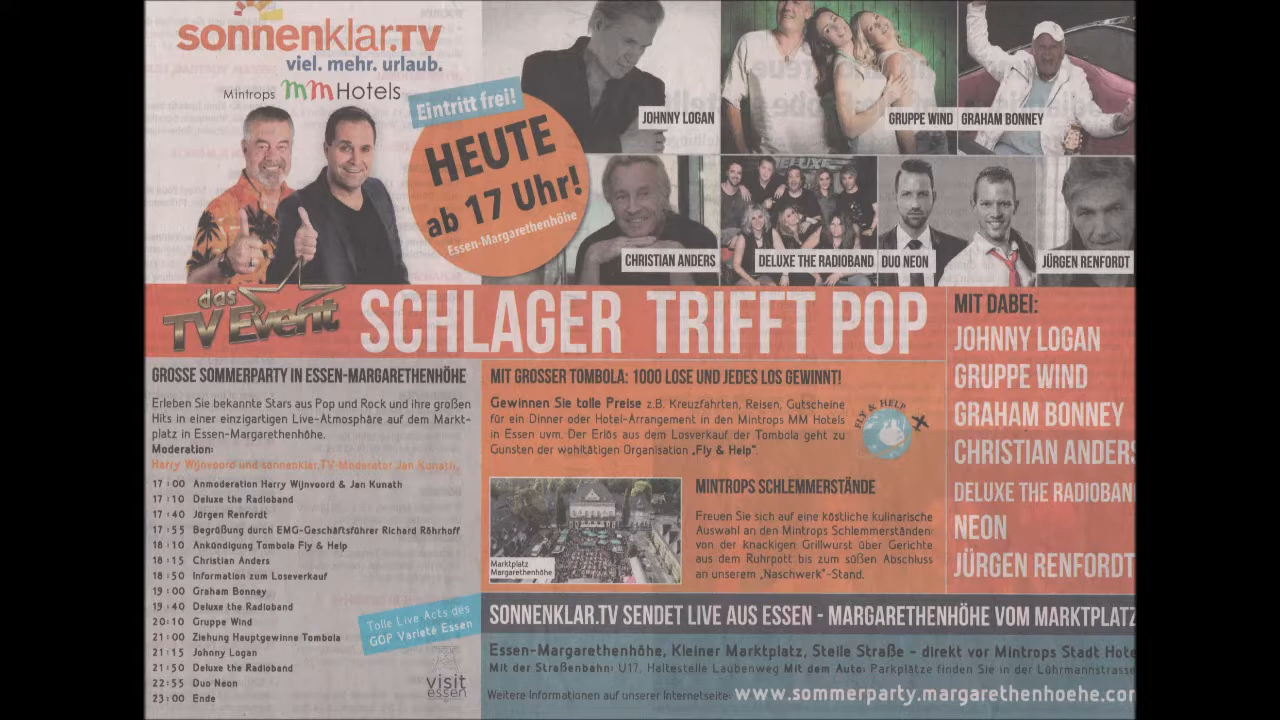 sonnenklar.TV
viel. mehr. urlaub.
Mintrops MM Hotels
Eintritt frei!
HEUTE
ab 17 Uhr!
Essen-Margarethenhöhe
JOHNNY LOGAN
GRUPPE WIND
GRAHAM BONNEY
CHRISTIAN ANDERS
DELUXE THE RADIOBAND
DUO NEON
JÜRGEN RENFORDT
das
TV Event
SCHLAGER TRIFFT POP
MIT DABEI:
JOHNNY LOGAN
GRUPPE WIND
GRAHAM BONNEY
CHRISTIAN ANDERS
DELUXE THE RADIOBAN
NEON
JÜRGEN RENFORDT
GROSSE SOMMERPARTY IN ESSEN-MARGARETHENHÖHE
Erleben Sie bekannte Stars aus Pop und Rock und ihre großen
Hits in einer einzigartigen Live-Atmosphäre auf dem Markt-
platz in Essen-Margarethenhöhe.
Moderation:
Harry Wijnvoord und sonnenklar.TV-Moderator Jan Kunath.
17:00 Anmoderation Harry Wijnvoord & Jan Kunath
17:10 Deluxe the Radioband
17:40 Jürgen Renfordt
17:55 Begrüßung durch EMG-Geschäftsführer Richard Röhrhoff
18:10 Ankündigung Tombola Fly & Help
18:15 Christian Anders
18:50 Information zum Loseverkauf
19:00 Graham Bonney
19:40 Deluxe the Radioband
20:10 Gruppe Wind
21:00 Ziehung Hauptgewinne Tombola
21:15 Johnny Logan
21:50 Deluxe the Radioband
22:55 Duo Neon
23:00 Ende
Tolle Live Acts des
GOP Varieté Essen
visit
essen
MIT GROSSER TOMBOLA: 1000 LOSE UND JEDES LOS GEWINNT!
Gewinnen Sie tolle Preise z.B. Kreuzfahrten, Reisen, Gutscheine
für ein Dinner oder Hotel-Arrangement in den Mintrops MM Hotels
in Essen uvm. Der Erlös aus dem Losverkauf der Tombola geht zu
Gunsten der wohltätigen Organisation „Fly & Help".
FLY & HELP
Marktplatz
Margarethenhöhe
MINTROPS SCHLEMMERSTÄNDE
Freuen Sie sich auf eine köstliche kulinarische
Auswahl an den Mintrops Schlemmerständen:
von der knackigen Grillwurst über Gerichte
aus dem Ruhrpott bis zum süßen Abschluss
an unserem „Naschwerk"-Stand.
SONNENKLAR.TV SENDET LIVE AUS ESSEN - MARGARETHENHÖHE VOM MARKTPLATZ
Essen-Margarethenhöhe, Kleiner Marktplatz, Steile Straße - direkt vor Mintrops Stadt Hote
Mit der Straßenbahn: U17, Haltestelle Laubenweg Mit dem Auto: Parkplätze finden Sie in der Lührmannstrasse
Weitere Informationen auf unserer Internetseite: www.sommerparty.margarethenhoehe.cor